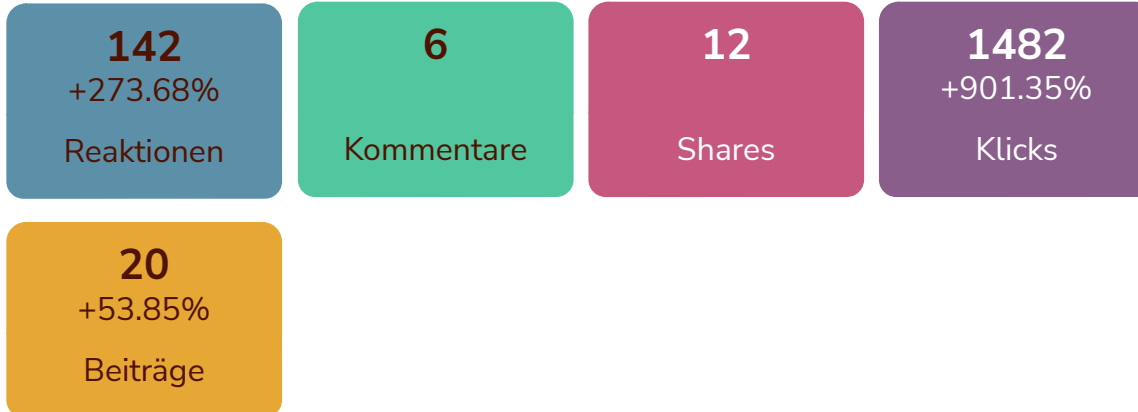 142
+273.68%
Reaktionen
6
Kommentare
12
Shares
1482
+901.35%
Klicks
20
+53.85%
Beiträge